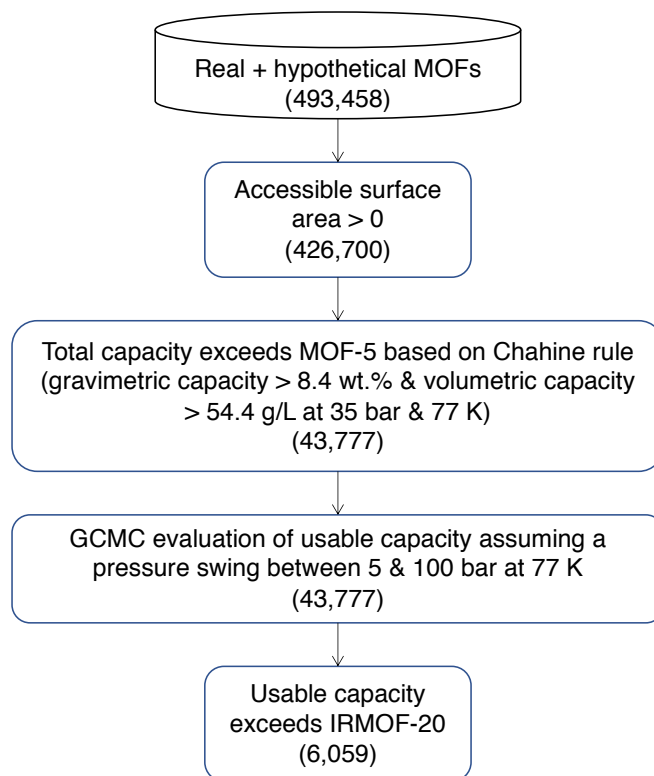 Real + hypothetical MOFs
(493,458)
Accessible surface
area > 0
(426,700)
Total capacity exceeds MOF-5 based on Chahine rule
(gravimetric capacity > 8.4 wt.% & volumetric capacity
> 54.4 g/L at 35 bar & 77 K)
(43,777)
GCMC evaluation of usable capacity assuming a
pressure swing between 5 & 100 bar at 77 K
(43,777)
Usable capacity
exceeds IRMOF-20
(6,059)